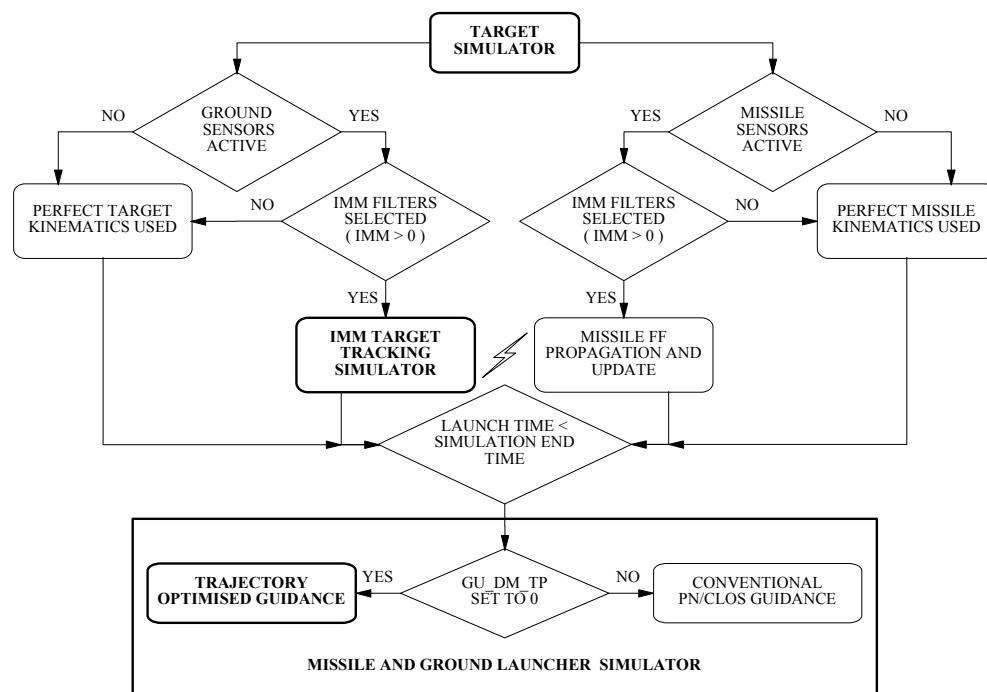 TARGET
SIMULATOR
NO
GROUND
SENSORS
ACTIVE
YES
YES
MISSILE
SENSORS
ACTIVE
NO
PERFECT TARGET
KINEMATICS USED
NO
IMM FILTERS
SELECTED
( IMM > 0 )
IMM FILTERS
SELECTED
( IMM > 0 )
NO
PERFECT MISSILE
KINEMATICS USED
YES
YES
IMM TARGET
TRACKING
SIMULATOR
MISSILE FF
PROPAGATION AND
UPDATE
LAUNCH TIME <
SIMULATION END
TIME
TRAJECTORY
OPTIMISED GUIDANCE
YES
GU_DM_TP
SET TO 0
NO
CONVENTIONAL
PN/CLOS GUIDANCE
MISSILE AND GROUND LAUNCHER SIMULATOR